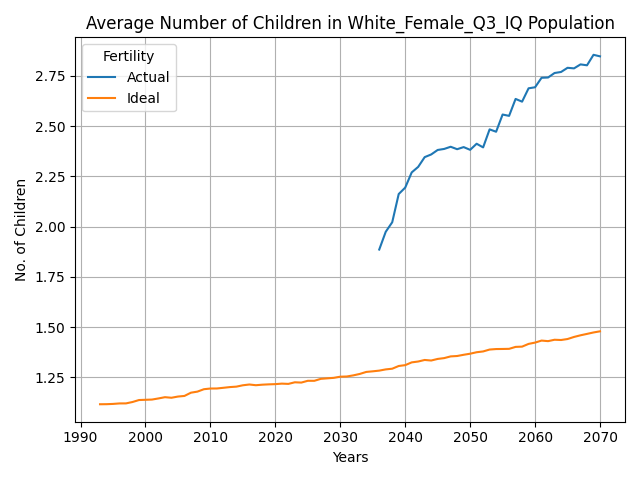 Average Number of Children in White_Female_Q3_IQ Population
Fertility
Actual
Ideal
No. of Children
2.75
2.50
2.25
2.00
1.75
1.50
1.25
1990 2000 2010 2020 2030 2040 2050 2060 2070
Years